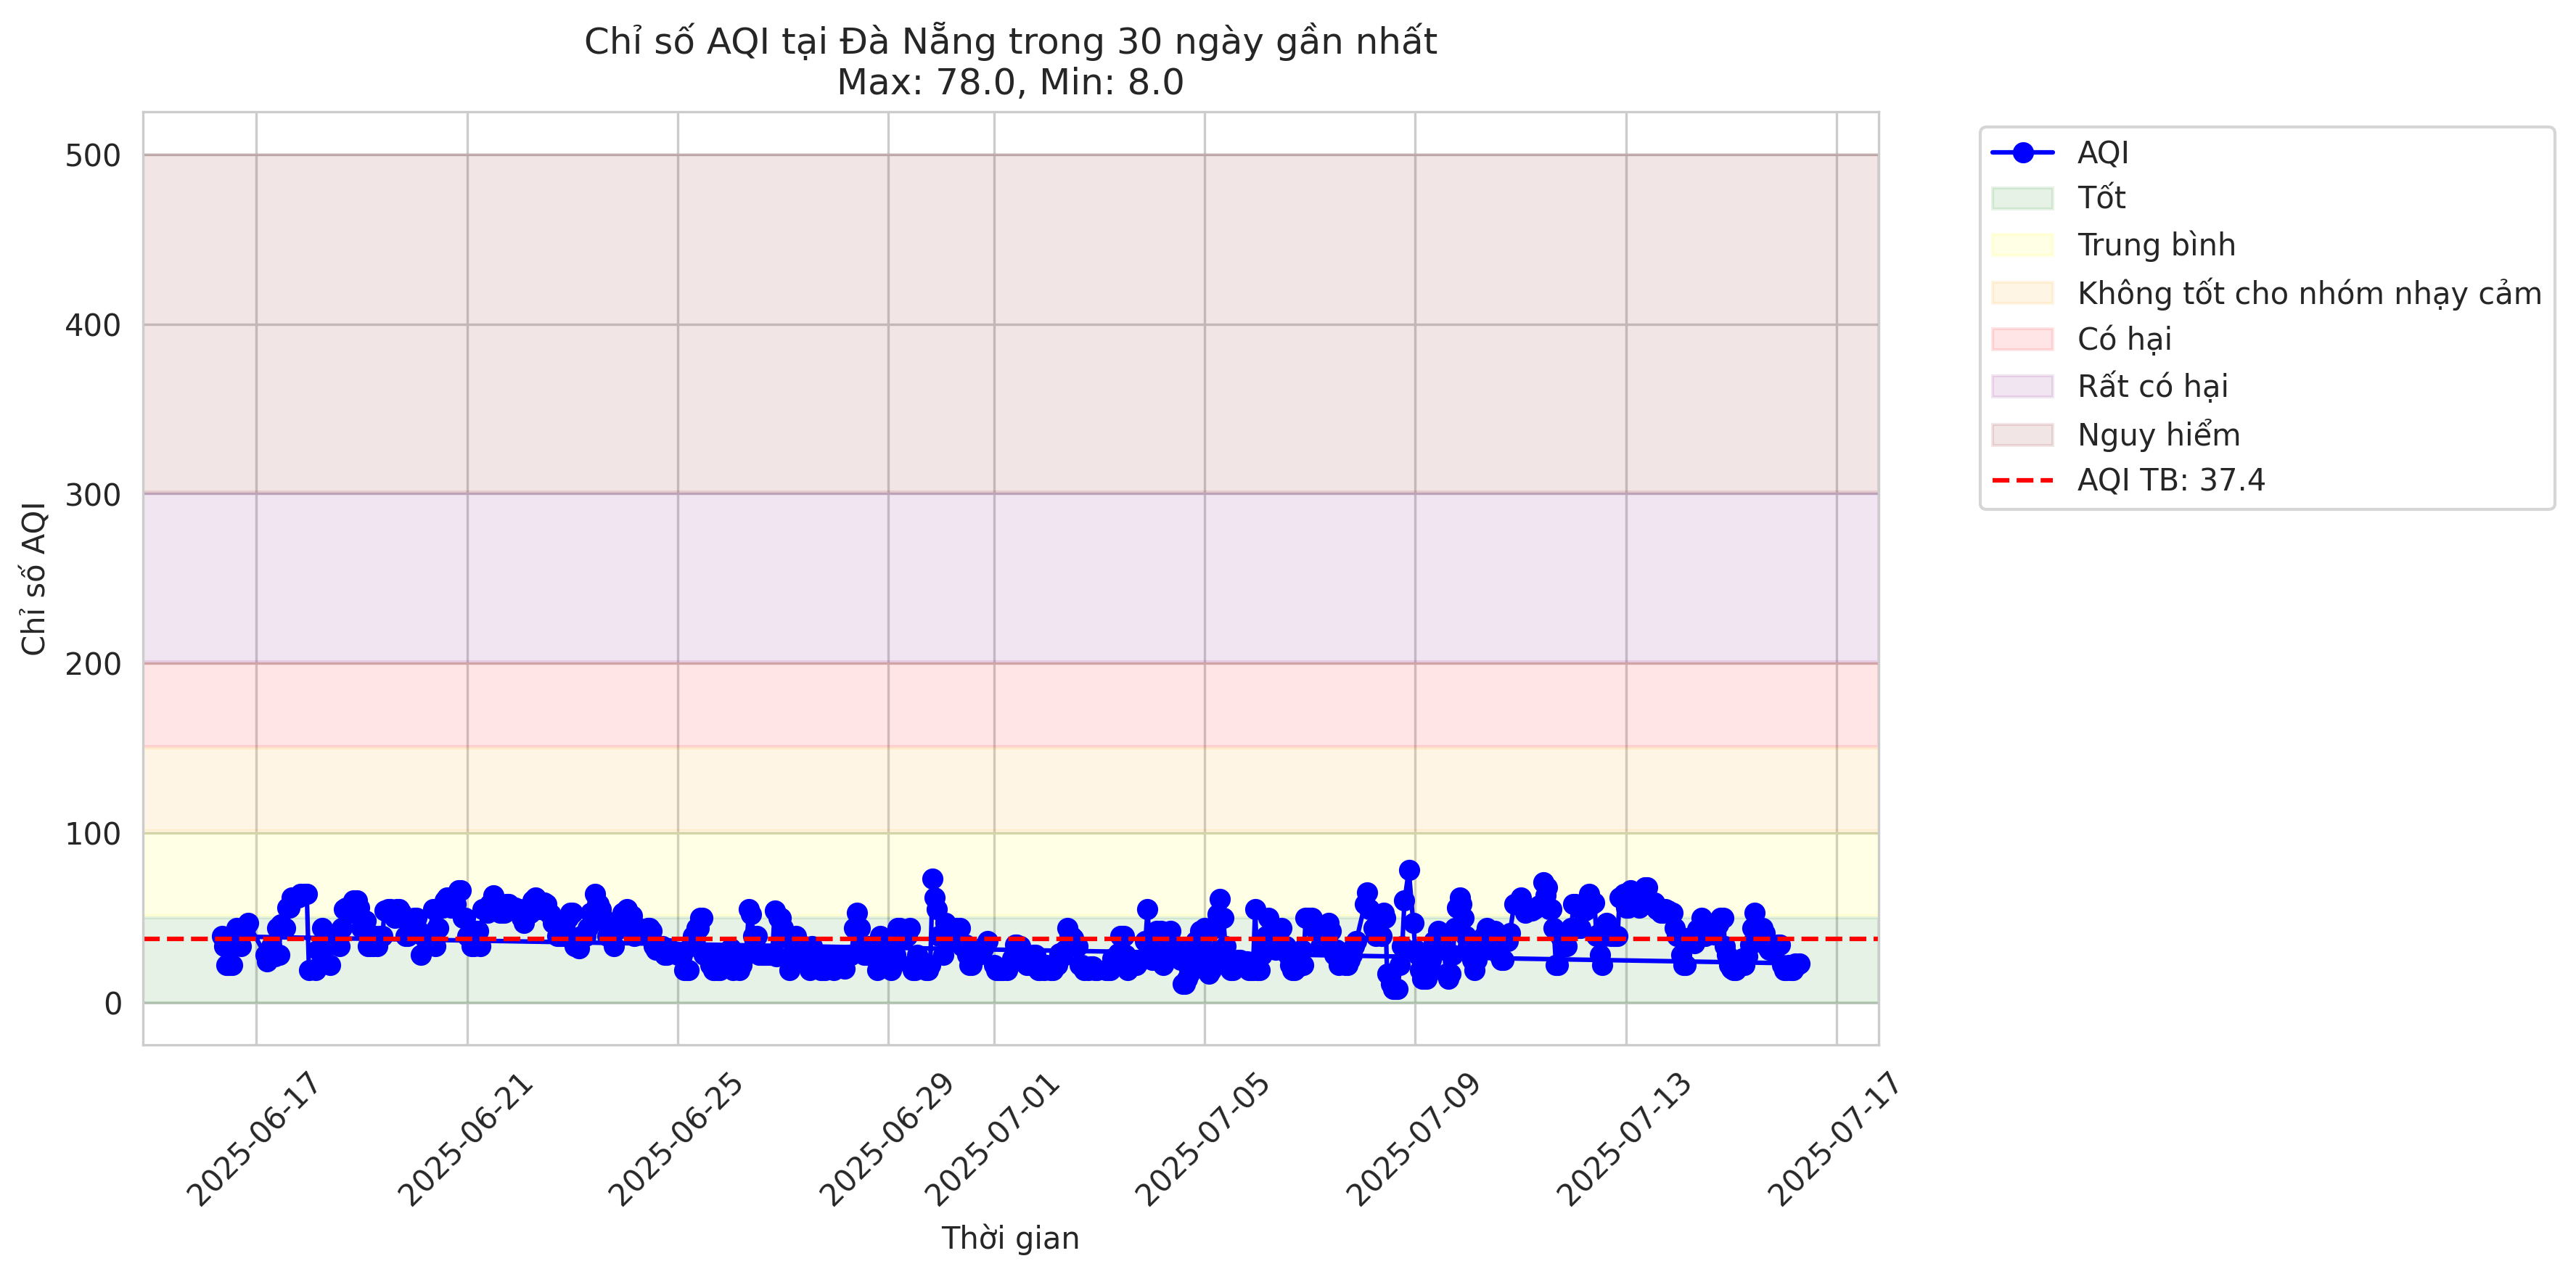 Chỉ số AQI tại Đà Nẵng trong 30 ngày gần nhất
Max: 78.0, Min: 8.0
Chỉ số AQI
500
400
300
200
100
0
2025-06-17
2025-06-21
2025-06-25
2025-06-29
2025-07-01
2025-07-05
2025-07-09
2025-07-13
2025-07-17
Thời gian
AQI
Tốt
Trung bình
Không tốt cho nhóm nhạy cảm
Có hại
Rất có hại
Nguy hiểm
AQI TB: 37.4